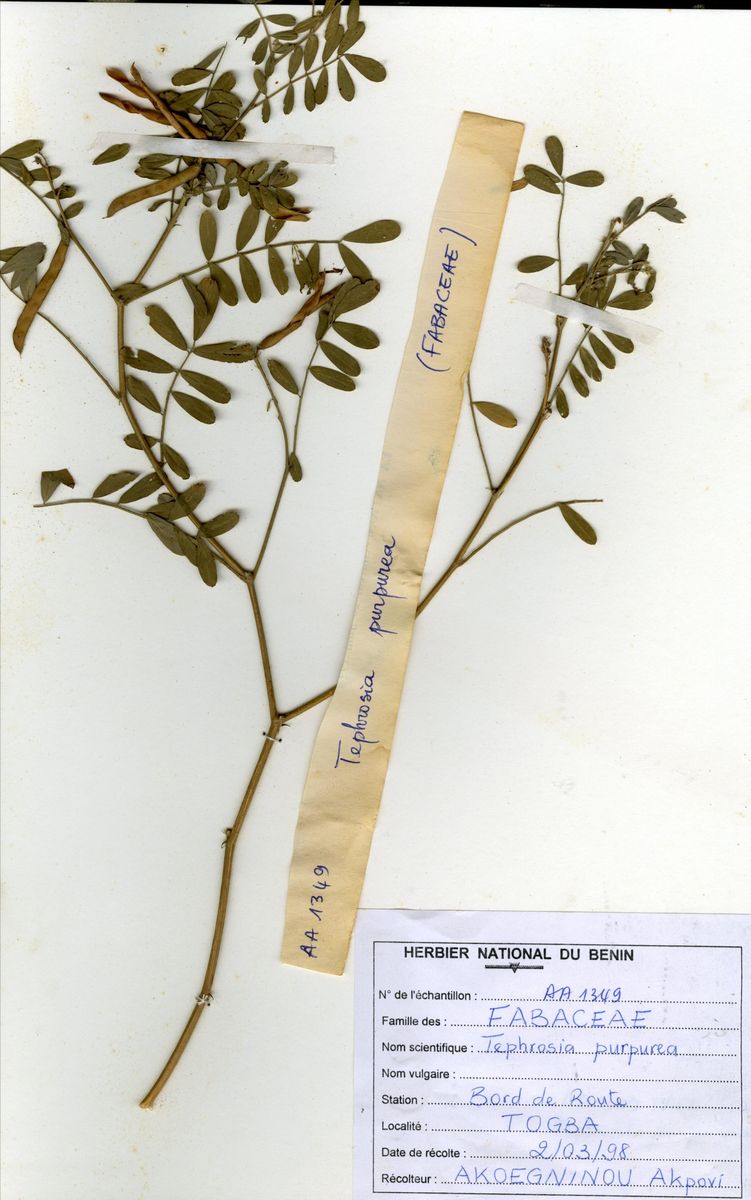 (FABACEAE)
Tephrosia purpurea
AA 1349
HERBIER NATIONAL DU BENIN
N° de l'échantillon : AA 1349
Famille des : FABACEAE
Nom scientifique : Tephrosia purpurea
Nom vulgaire :
Station : Bord de Route
Localité : TOGBA
Date de récolte : 2/03/98
Récolteur : AKOEGNINOU Akpovi